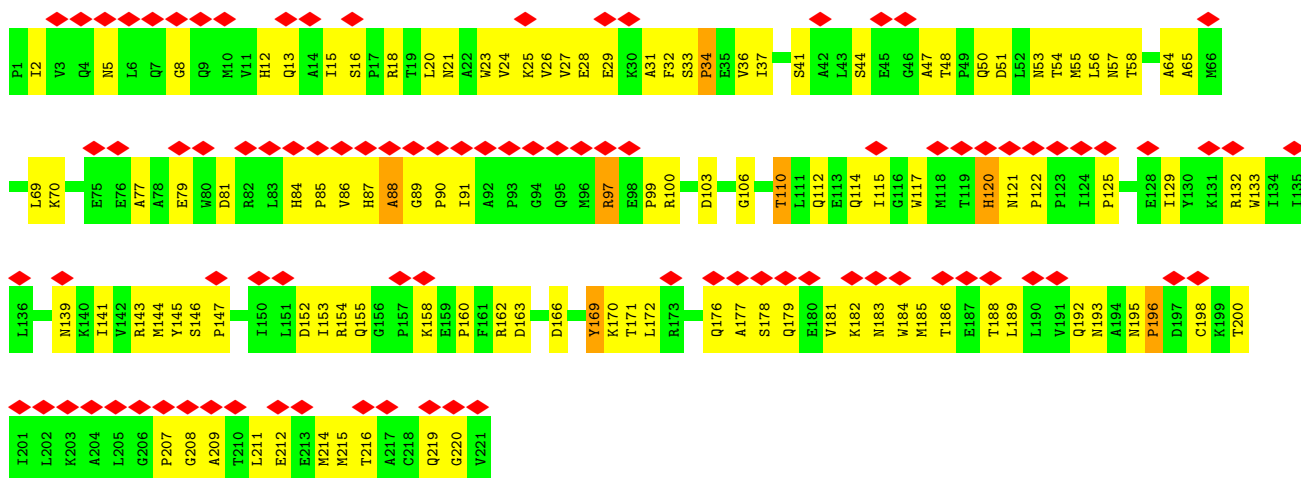 P1 I2 V3 Q4 N5 L6 Q7 G8 Q9 M10 V11 H12 Q13 A14 I15 S16 P17 R18 T19 L20 N21 A22 W23 V24 K25 V26 V27 E28 E29 K30 A31 F32 S33 P34 E35 V36 I37 S41 A42 L43 S44 E45 G46 A47 T48 P49 Q50 D51 L52 N53 T54 M55 L56 N57 T58 A64 A65 M66
L69 K70 E75 E76 A77 A78 E79 W80 D81 R82 L83 H84 P85 V86 H87 A88 G89 P90 I91 A92 P93 G94 Q95 M96 R97 E98 P99 R100 D103 G106 T110 L111 Q112 E113 Q114 I115 G116 W117 M118 T119 H120 N121 P122 P123 I124 P125 E128 I129 Y130 K131 R132 W133 I134 I135
L136 N139 K140 I141 V142 R143 M144 Y145 S146 P147 I150 L151 D152 I153 R154 Q155 G156 P157 K158 E159 P160 F161 R162 D163 D166 Y169 K170 T171 L172 R173 Q176 A177 S178 Q179 E180 V181 K182 N183 W184 M185 T186 E187 T188 L189 L190 V191 Q192 N193 A194 N195 P196 D197 C198 K199 T200
I201 L202 K203 A204 L205 G206 P207 G208 A209 T210 L211 E212 E213 M214 M215 T216 A217 C218 Q219 G220 V221